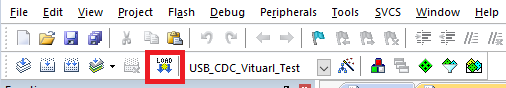 File Edit View Project Flash Debug Peripherals Tools SVCS Window Help
LOAD
USB_CDC_Vituarl_Test